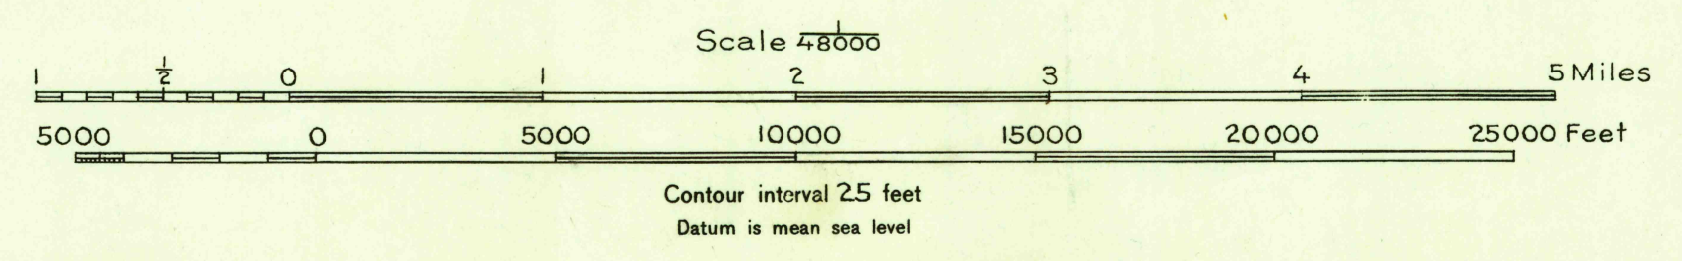 Scale 1/48000
1 1/2 0 1 2 3 4 5 Miles
5000 0 5000 10000 15000 20000 25000 Feet
Contour interval 25 feet
Datum is mean sea level